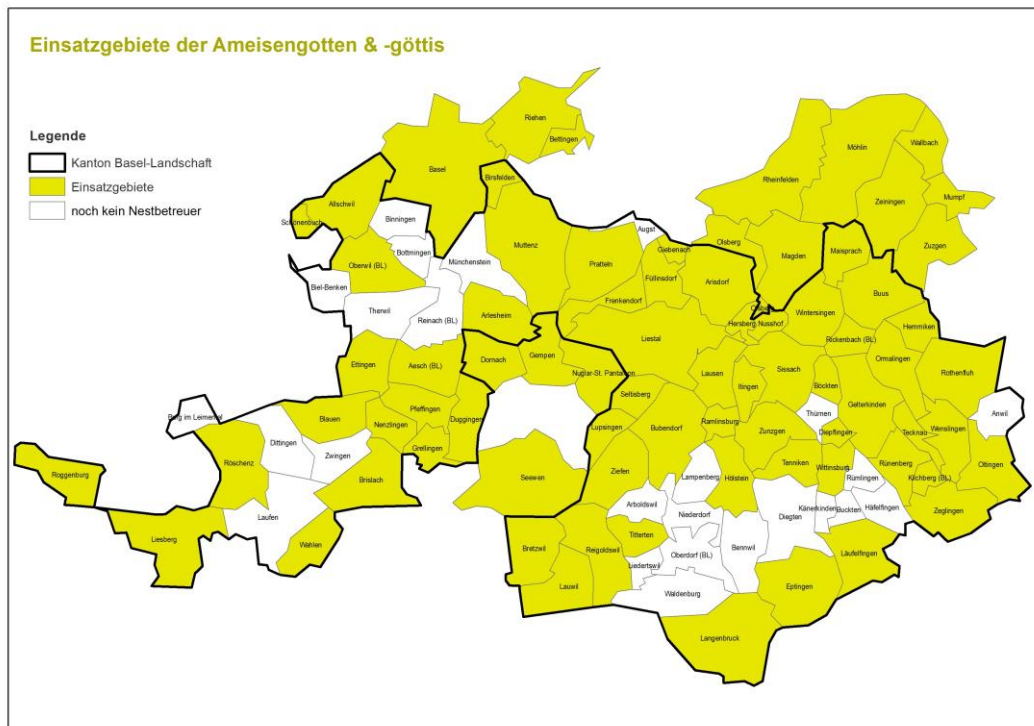 Einsatzgebiete der Ameisengotten & -göttis
Legende
Kanton Basel-Landschaft
Einsatzgebiete
noch kein Nestbetreuer
Riehen
Bettingen
Basel
Birsfelden
Allschwil
Schönenbuch
Binningen
Bottmingen
Oberwil (BL)
Münchenstein
Muttenz
Biel-Benken
Therwil
Reinach (BL)
Arlesheim
Augst
Pratteln
Giebenach
Füllinsdorf
Frenkendorf
Arisdorf
Olsberg
Magden
Rheinfelden
Möhlin
Wallbach
Zeiningen
Mumpf
Zuzgen
Maisprach
Buus
Wintersingen
Hersberg
Nusshof
Hemmiken
Rickenbach (BL)
Ormalingen
Rothenfluh
Liestal
Lausen
Itingen
Sissach
Böckten
Thürnen
Gelterkinden
Anwil
Ettingen
Aesch (BL)
Dornach
Gempen
Nuglar-St. Pantaleon
Seltisberg
Pfeffingen
Duggingen
Nenzlingen
Grellingen
Blauen
Burg im Leimental
Dittingen
Zwingen
Röschenz
Brislach
Roggenburg
Laufen
Liesberg
Wahlen
Seewen
Lupsingen
Bubendorf
Ramlinsburg
Zunzgen
Diepflingen
Tecknau
Wenslingen
Ziefen
Lampenberg
Hölstein
Tenniken
Wittinsburg
Rünenberg
Kilchberg (BL)
Oltingen
Rümlingen
Zeglingen
Arboldswil
Niederdorf
Diegten
Känerkinden
Buckten
Häfelfingen
Bretzwil
Reigoldswil
Titterten
Liedertswil
Oberdorf (BL)
Bennwil
Läufelfingen
Lauwil
Waldenburg
Eptingen
Langenbruck